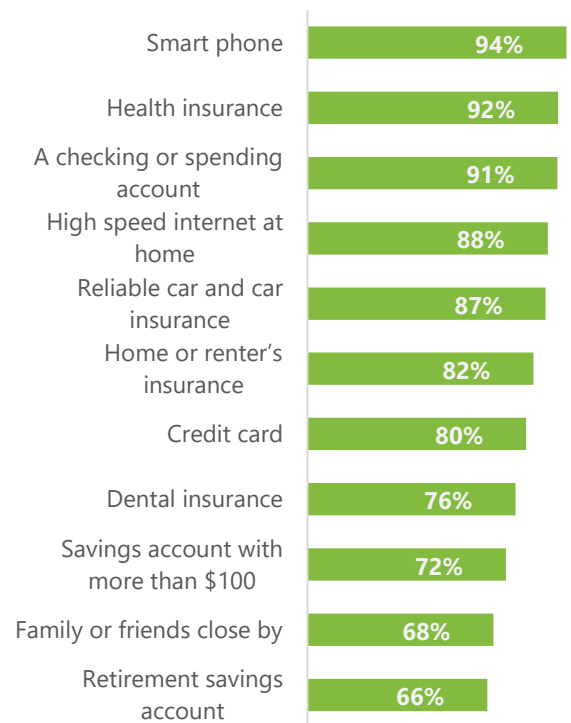 Smart phone
94%
Health insurance
92%
A checking or spending
account
91%
High speed internet at
home
88%
Reliable car and car
insurance
87%
Home or renter’s
insurance
82%
Credit card
80%
Dental insurance
76%
Savings account with
more than $100
72%
Family or friends close by
68%
Retirement savings
account
66%